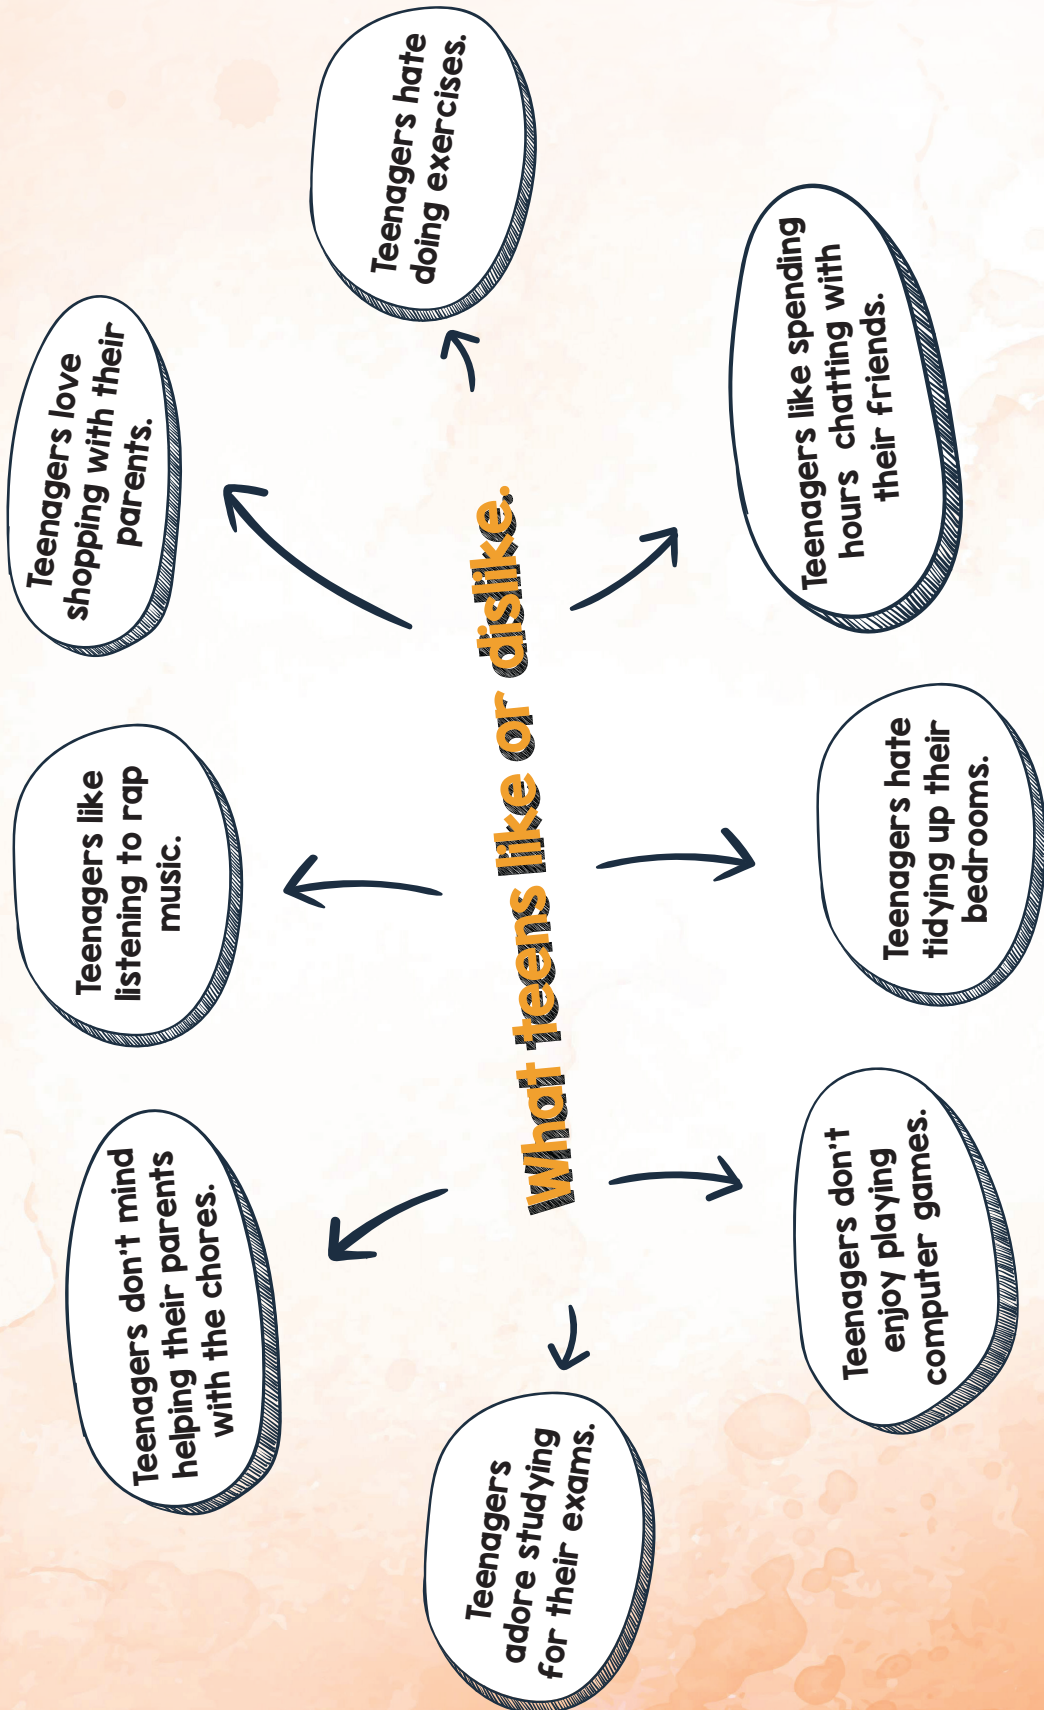 Teenagers don't mind
helping their parents
with the chores.
Teenagers like
listening to rap
music.
Teenagers love
shopping with their
parents.
Teenagers hate
doing exercises.
What teens like or dislike.
Teenagers
adore studying
for their exams.
Teenagers don't
enjoy playing
computer games.
Teenagers hate
tidying up their
bedrooms.
Teenagers like spending
hours chatting with
their friends.